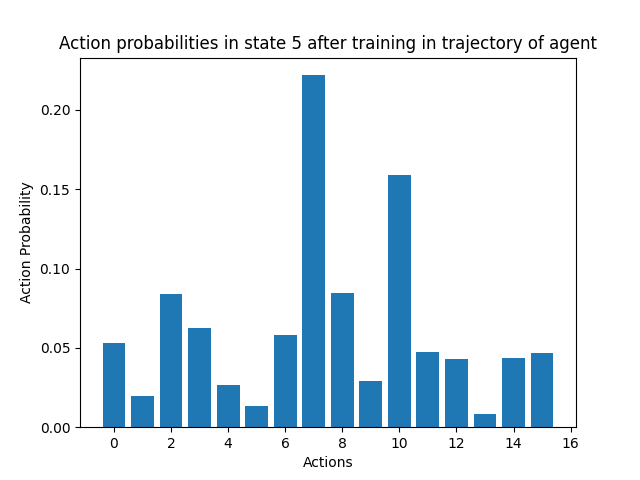 Action probabilities in state 5 after training in trajectory of agent
0.20
0.15
0.10
0.05
0.00
Action Probability
0 2 4 6 8 10 12 14 16
Actions